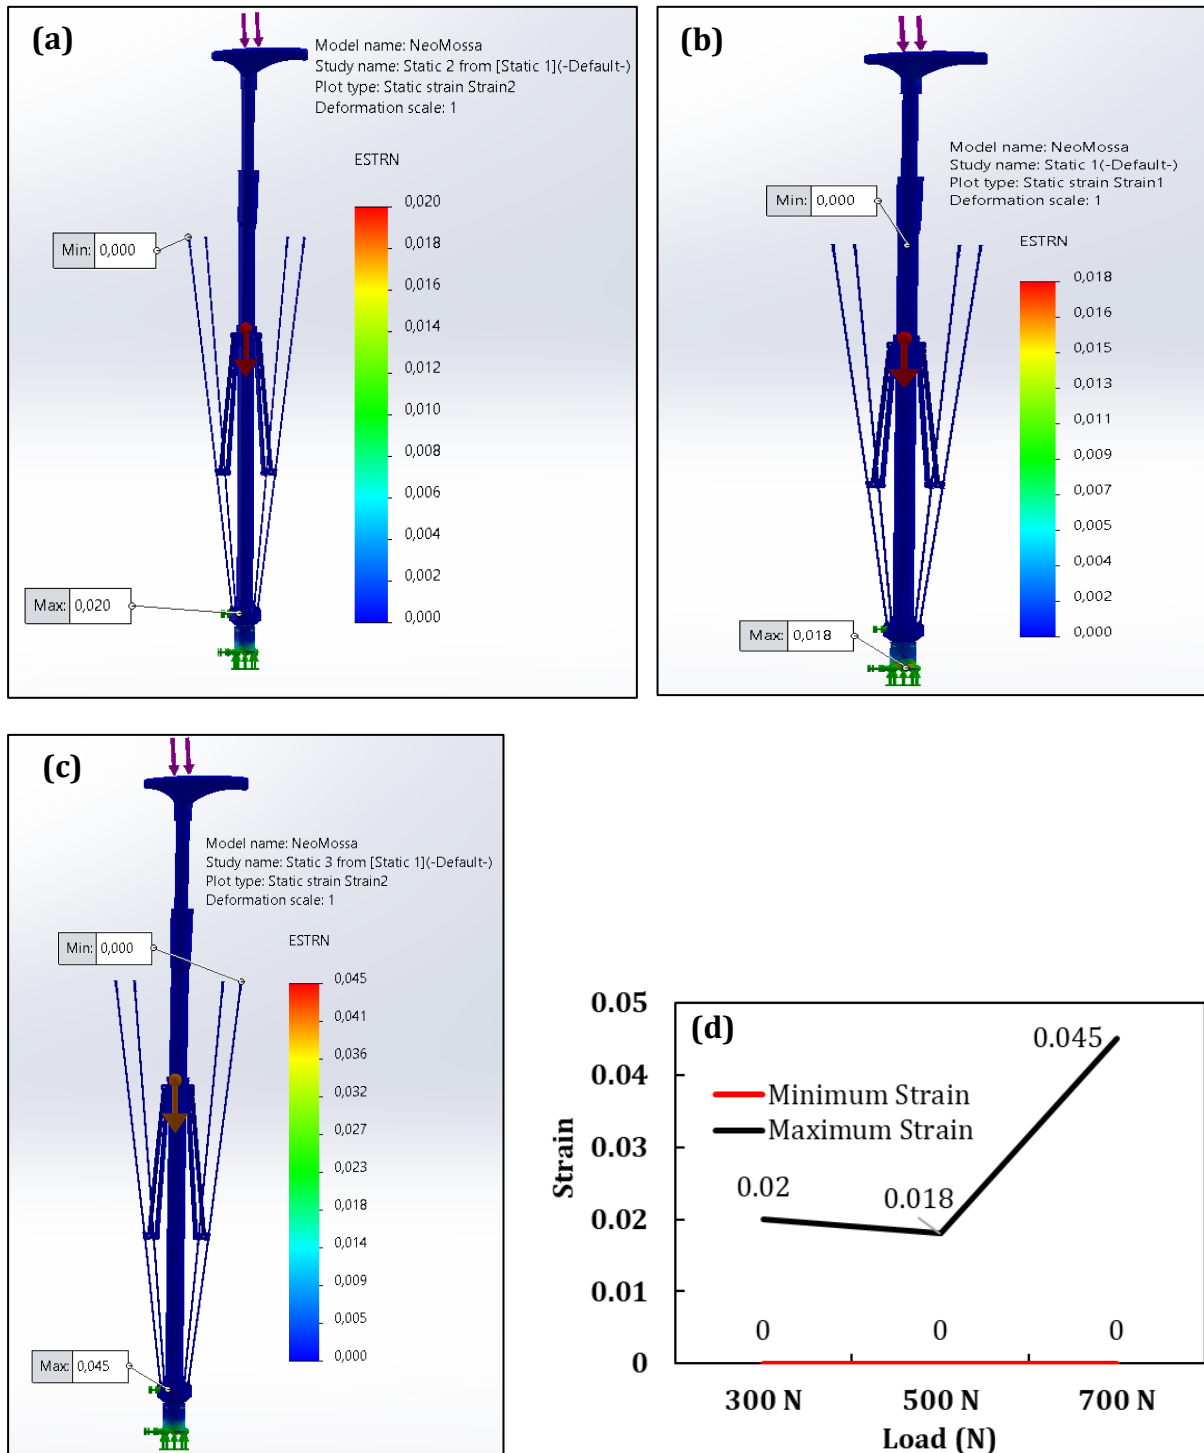 (a)
Model name: NeoMossa
Study name: Static 2 from [Static 1](-Default-)
Plot type: Static strain Strain2
Deformation scale: 1
ESTRN
0,020
0,018
0,016
0,014
0,012
0,010
0,008
0,006
0,004
0,002
0,000
Min: 0,000
Max: 0,020
(b)
Model name: NeoMossa
Study name: Static 1(-Default-)
Plot type: Static strain Strain1
Deformation scale: 1
Min: 0,000
ESTRN
0,018
0,016
0,015
0,013
0,011
0,009
0,007
0,005
0,004
0,002
0,000
Max: 0,018
(c)
Model name: NeoMossa
Study name: Static 3 from [Static 1](-Default-)
Plot type: Static strain Strain2
Deformation scale: 1
Min: 0,000
ESTRN
0,045
0,041
0,036
0,032
0,027
0,023
0,018
0,014
0,009
0,005
0,000
Max: 0,045
(d)
0.05
0.04
0.03
0.02
0.01
0
Strain
Minimum Strain
Maximum Strain
0.02
0.018
0.045
0
0
0
300 N
500 N
700 N
Load (N)